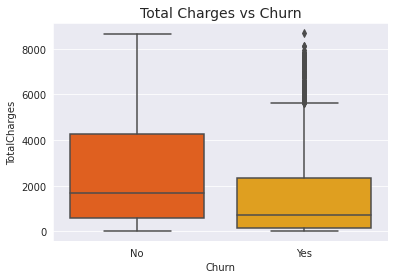 Total Charges vs Churn
8000
6000
4000
2000
0
TotalCharges
No
Yes
Churn